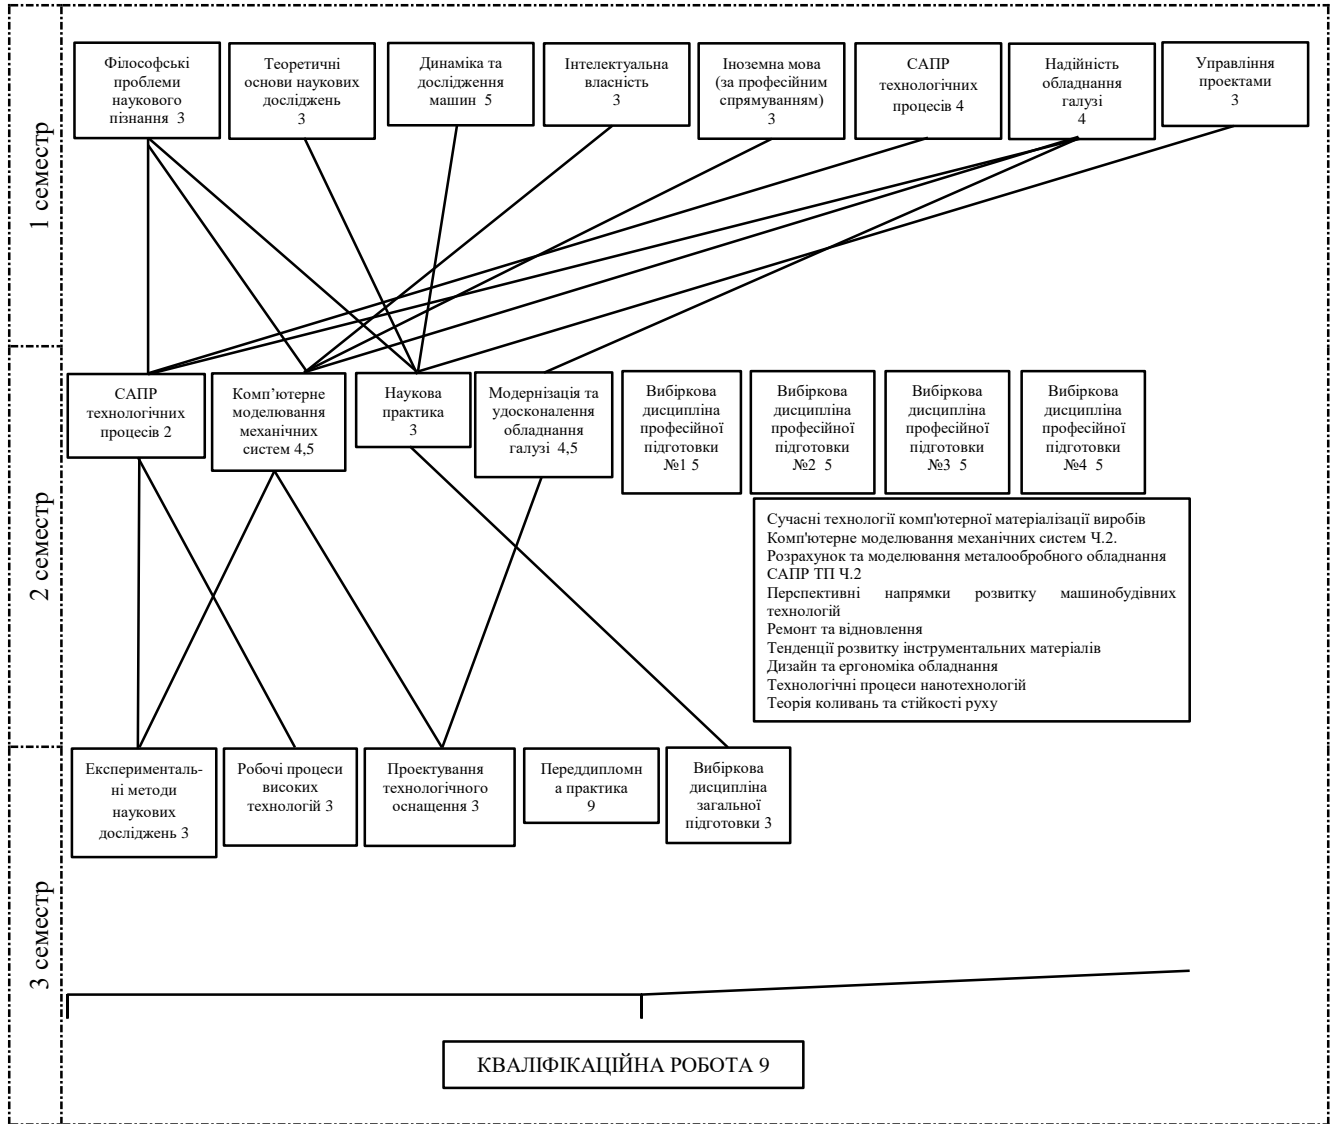 1 семестр
Філософські
проблеми
наукового
пізнання 3
Теоретичні
основи наукових
досліджень
3
Динаміка та
дослідження
машин 5
Інтелектуальна
власність
3
Іноземна мова
(за професійним
спрямуванням)
3
САПР
технологічних
процесів 4
Надійність
обладнання
галузі
4
Управління
проектами
3
2 семестр
САПР
технологічних
процесів 2
Комп’ютерне
моделювання
механічних
систем 4,5
Наукова
практика
3
Модернізація та
удосконалення
обладнання
галузі 4,5
Вибіркова
дисципліна
професійної
підготовки
№1 5
Вибіркова
дисципліна
професійної
підготовки
№2 5
Вибіркова
дисципліна
професійної
підготовки
№3 5
Вибіркова
дисципліна
професійної
підготовки
№4 5
Сучасні технології комп'ютерної матеріалізації виробів
Комп'ютерне моделювання механічних систем Ч.2.
Розрахунок та моделювання металообробного обладнання
САПР ТП Ч.2
Перспективні напрямки розвитку машинобудівних
технологій
Ремонт та відновлення
Тенденції розвитку інструментальних матеріалів
Дизайн та ергономіка обладнання
Технологічні процеси нанотехнологій
Теорія коливань та стійкості руху
3 семестр
Експерименталь-
ні методи
наукових
досліджень 3
Робочі процеси
високих
технологій 3
Проектування
технологічного
оснащення 3
Переддипломн
а практика
9
Вибіркова
дисципліна
загальної
підготовки 3
КВАЛІФІКАЦІЙНА РОБОТА 9